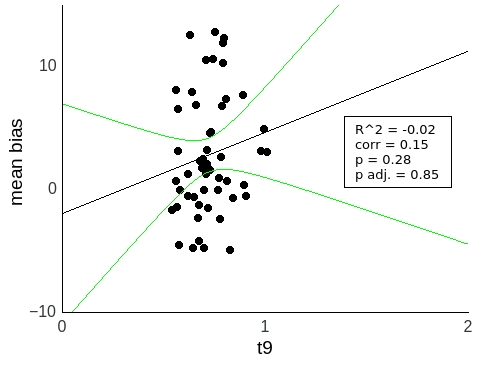 mean bias
10
0
−10
R^2 = -0.02
corr = 0.15
p = 0.28
p adj. = 0.85
0
1
2
t9